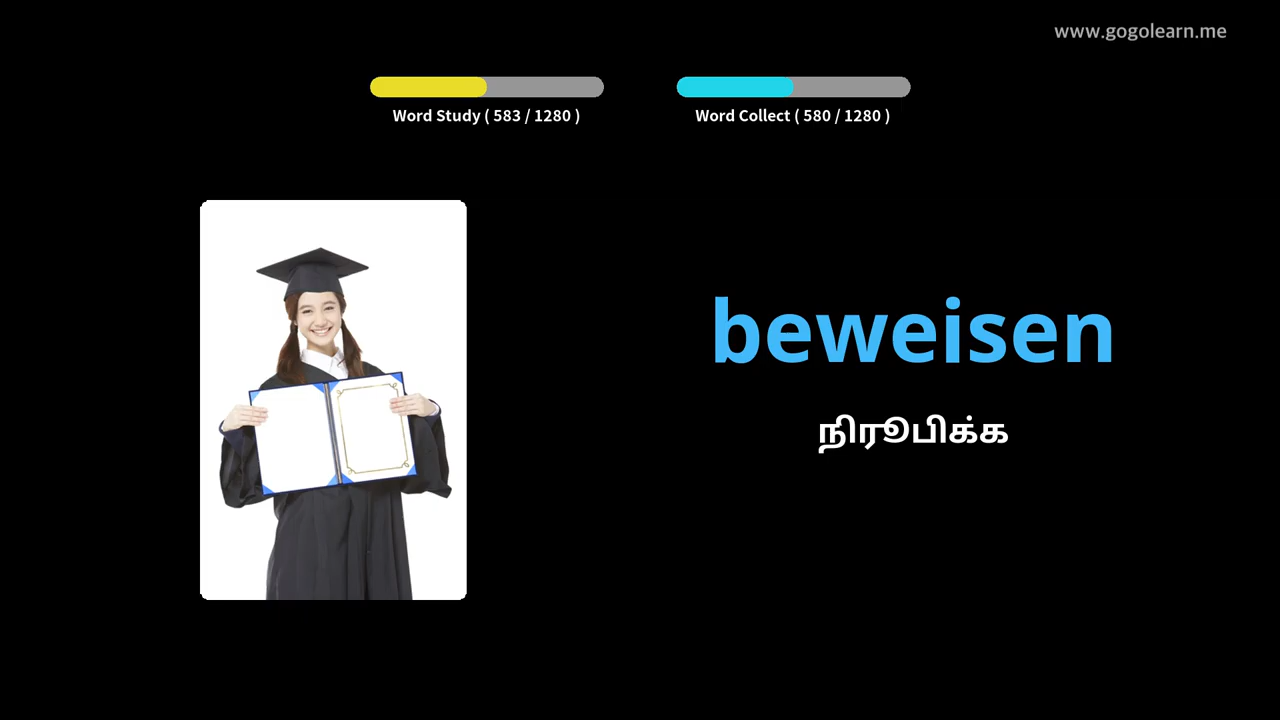 www.gogolearn.me
Word Study ( 583 / 1280 )
Word Collect ( 580 / 1280 )
beweisen
நிரூபிக்க